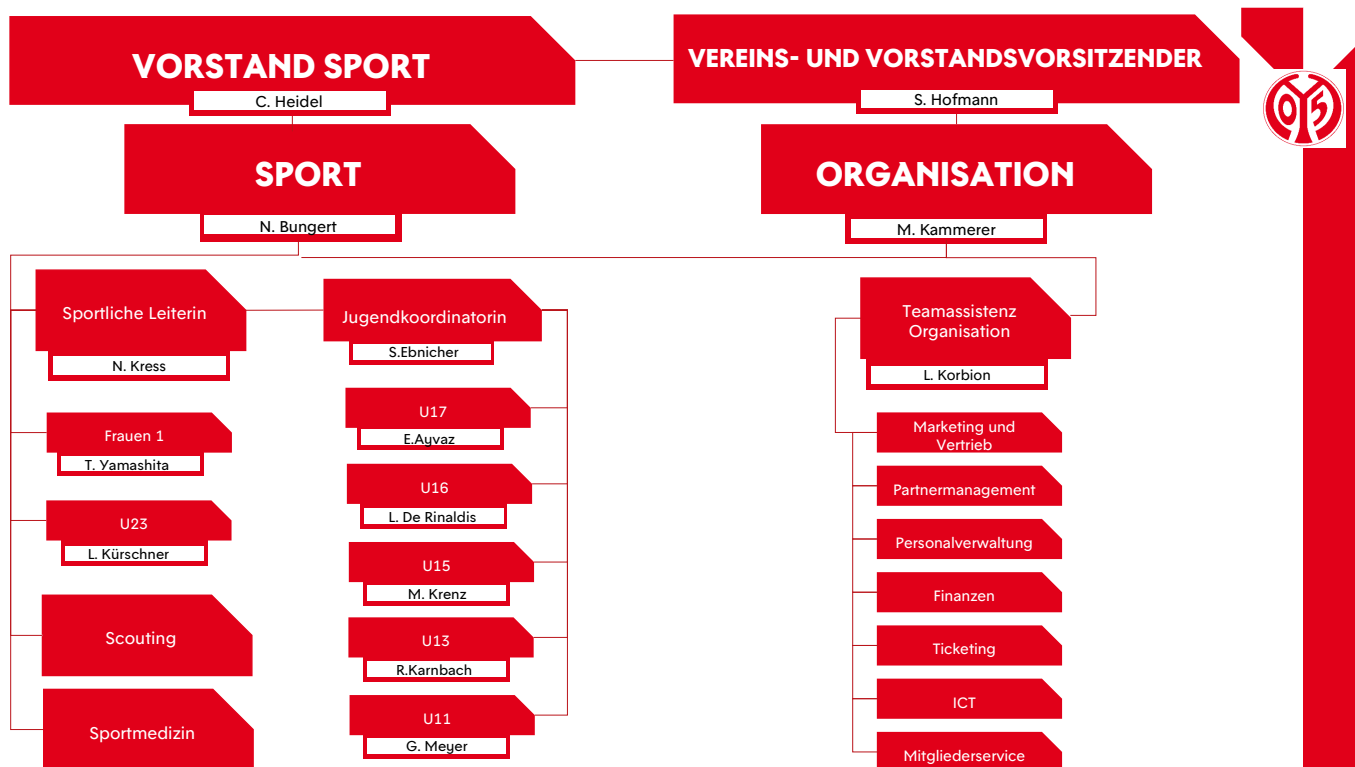 VORSTAND SPORT
C. Heidel
VEREINS- UND VORSTANDSVORSITZENDER
S. Hofmann
05
SPORT
N. Bungert
ORGANISATION
M. Kammerer
Sportliche Leiterin
N. Kress
Jugendkoordinatorin
S.Ebnicher
Teamassistenz
Organisation
L. Korbion
Frauen 1
T. Yamashita
U23
L. Kürschner
Scouting
Sportmedizin
U17
E.Ayvaz
U16
L. De Rinaldis
U15
M. Krenz
U13
R.Karnbach
U11
G. Meyer
Marketing und
Vertrieb
Partnermanagement
Personalverwaltung
Finanzen
Ticketing
ICT
Mitgliederservice